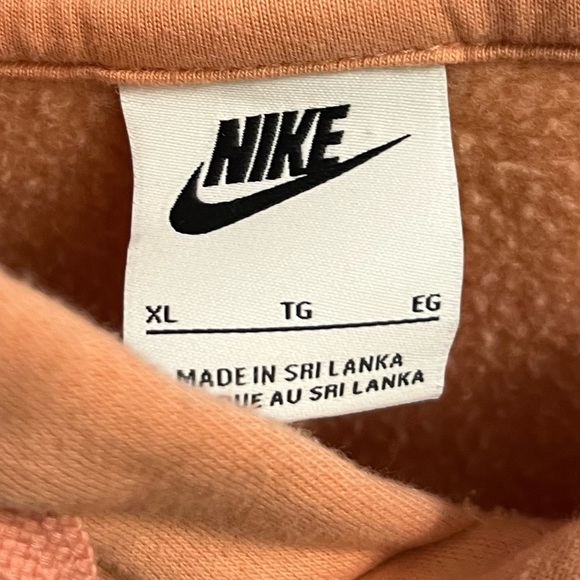 NIKE
XL TG EG
MADE IN SRI LANKA
AU SRI LANKA